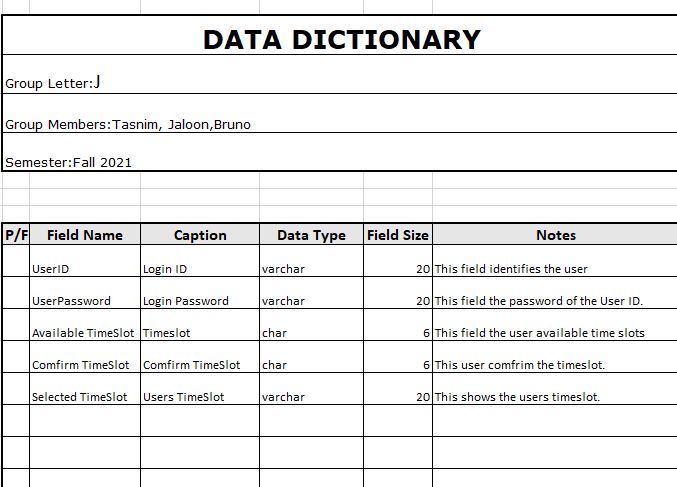 DATA DICTIONARY
Group Letter:J
Group Members:Tasnim, Jaloon,Bruno
Semester:Fall 2021
P/F Field Name Caption Data Type Field Size Notes
UserID Login ID varchar 20 This field identifies the user
UserPassword Login Password varchar 20 This field the password of the User ID.
Available TimeSlot Timeslot char 6 This field the user available time slots
Comfirm TimeSlot Comfirm TimeSlot char 6 This user comfrim the timeslot.
Selected TimeSlot Users TimeSlot varchar 20 This shows the users timeslot.